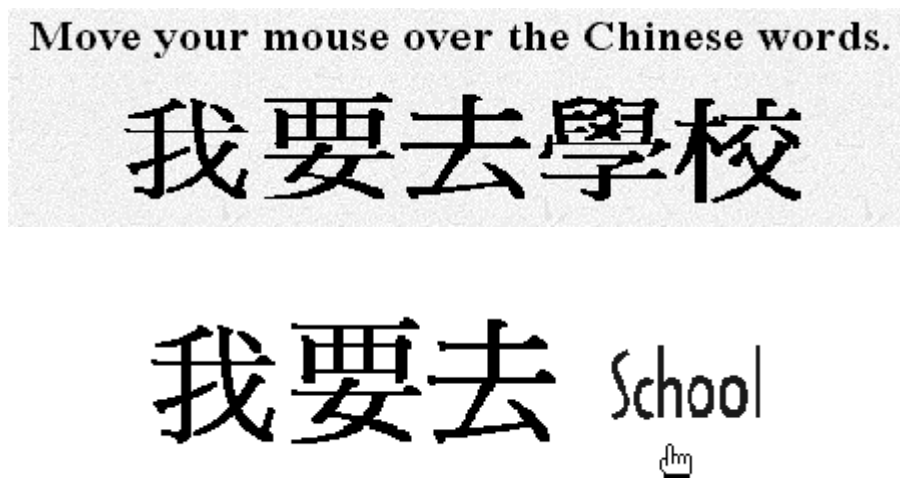 Move your mouse over the Chinese words.
我要去學校
我要去 School